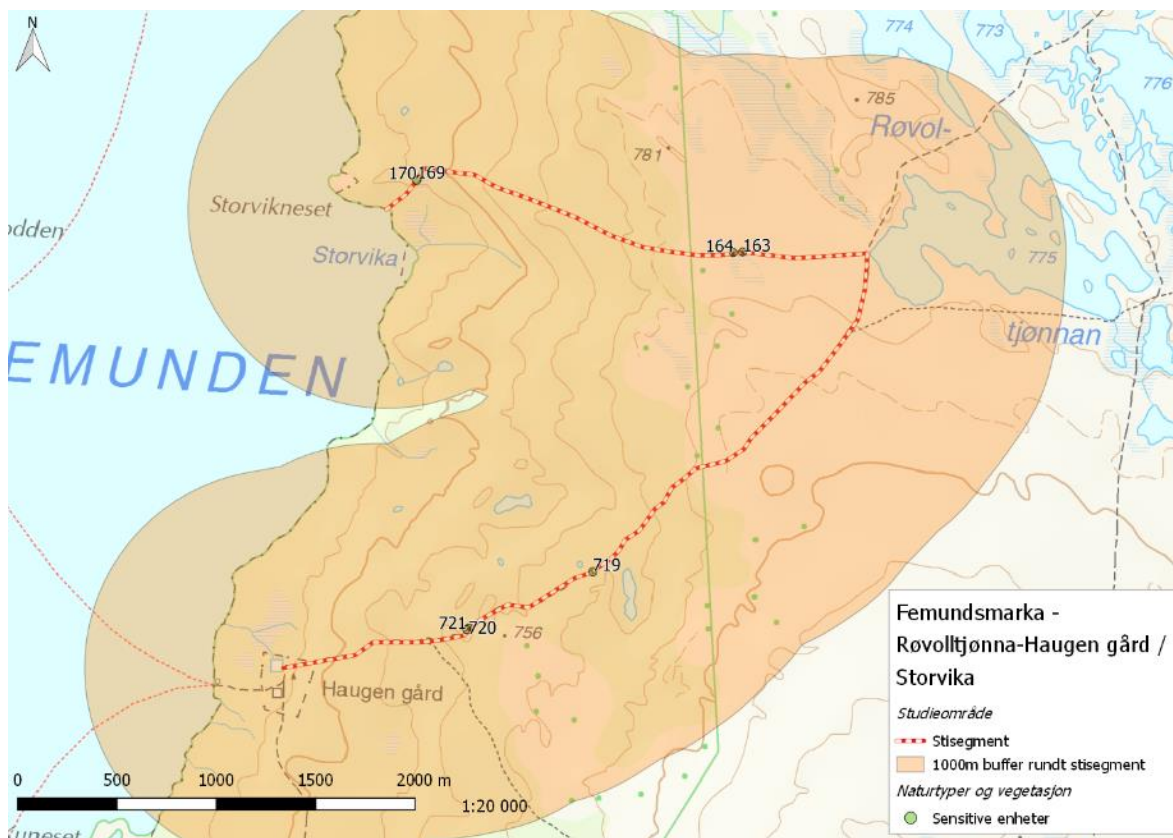 N
774
773
776
785
Røvol-
781
170169
Storvikneset
odden
164 163
Storvika
775
tjønnan
EMUNDEN
719
721 720
756
Haugen gård
0 500 1000 1500 2000 m
1:20 000
uneset
Femundsmarka -
Røvolltjønna-Haugen gård /
Storvika
Studieområde
Stisegment
1000m buffer rundt stisegment
Naturtyper og vegetasjon
Sensitive enheter